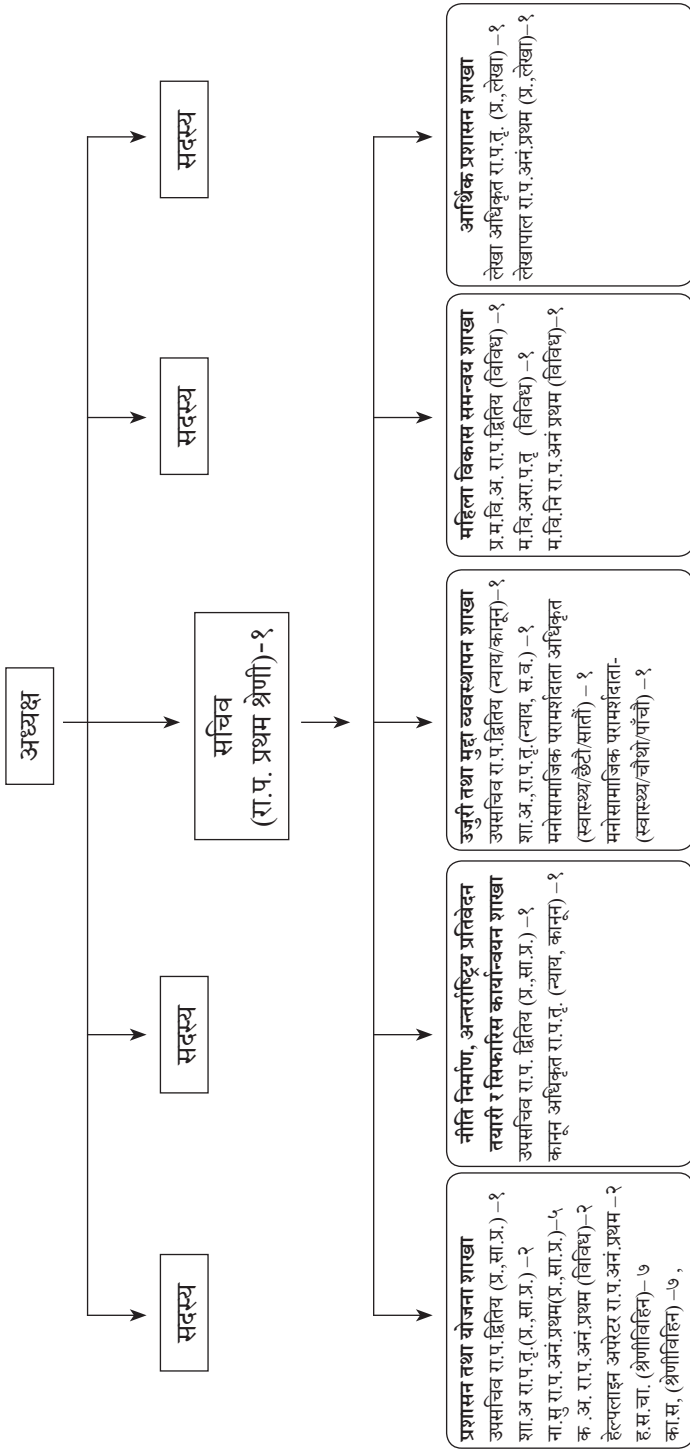 अध्यक्ष
सदस्य
सदस्य
सचिव
(रा.प. प्रथम श्रेणी)-१
सदस्य
सदस्य
प्रशासन तथा योजना शाखा
उपसचिव रा.प.द्वितिय (प्र.,सा.प्र.) –१
शा.अ रा.प.तृ.(प्र.,सा.प्र.) –२
ना.सु रा.प.अनं.प्रथम(प्र.,सा.प्र.)–५
क .अ. रा.प.अनं.प्रथम (विविध)–२
हेल्पलाइन अपरेटर रा.प.अनं.प्रथम –२
ह.स.चा. (श्रेणीविहिन)– ७
का.स, (श्रेणीविहिन) –७ ,
नीति निर्माण, अन्तर्राष्ट्रिय प्रतिवेदन
तयारी र सिफारिस कार्यान्वयन शाखा
उपसचिव रा.प. द्वितिय (प्र.,सा.प्र.) –१
कानून अधिकृत रा.प.तृ. (न्याय, कानून) –१
उजुरी तथा मुद्दा व्यवस्थापन शाखा
उपसचिव रा.प.द्वितिय (न्याय/कानून)–१
शा.अ.,रा.प.तृ.(न्याय, स.व.) –१
मनोसामाजिक परामर्शदाता अधिकृत
(स्वास्थ्य/छैटौ/सातौं) – १
मनोसामाजिक परामर्शदाता-
(स्वास्थ्य/चौथो/पाँचौ) –१
महिला विकास समन्वय शाखा
प्र.म.वि.अ. रा.प.द्वितिय (विविध) –१
म.वि.अरा.प.तृ (विविध) –१
म.वि.नि रा.प.अनं प्रथम (विविध)–१
आर्थिक प्रशासन शाखा
लेखा अधिकृत रा.प.तृ. (प्र.,लेखा) –१
लेखापाल रा.प.अनं.प्रथम (प्र.,लेखा)–१